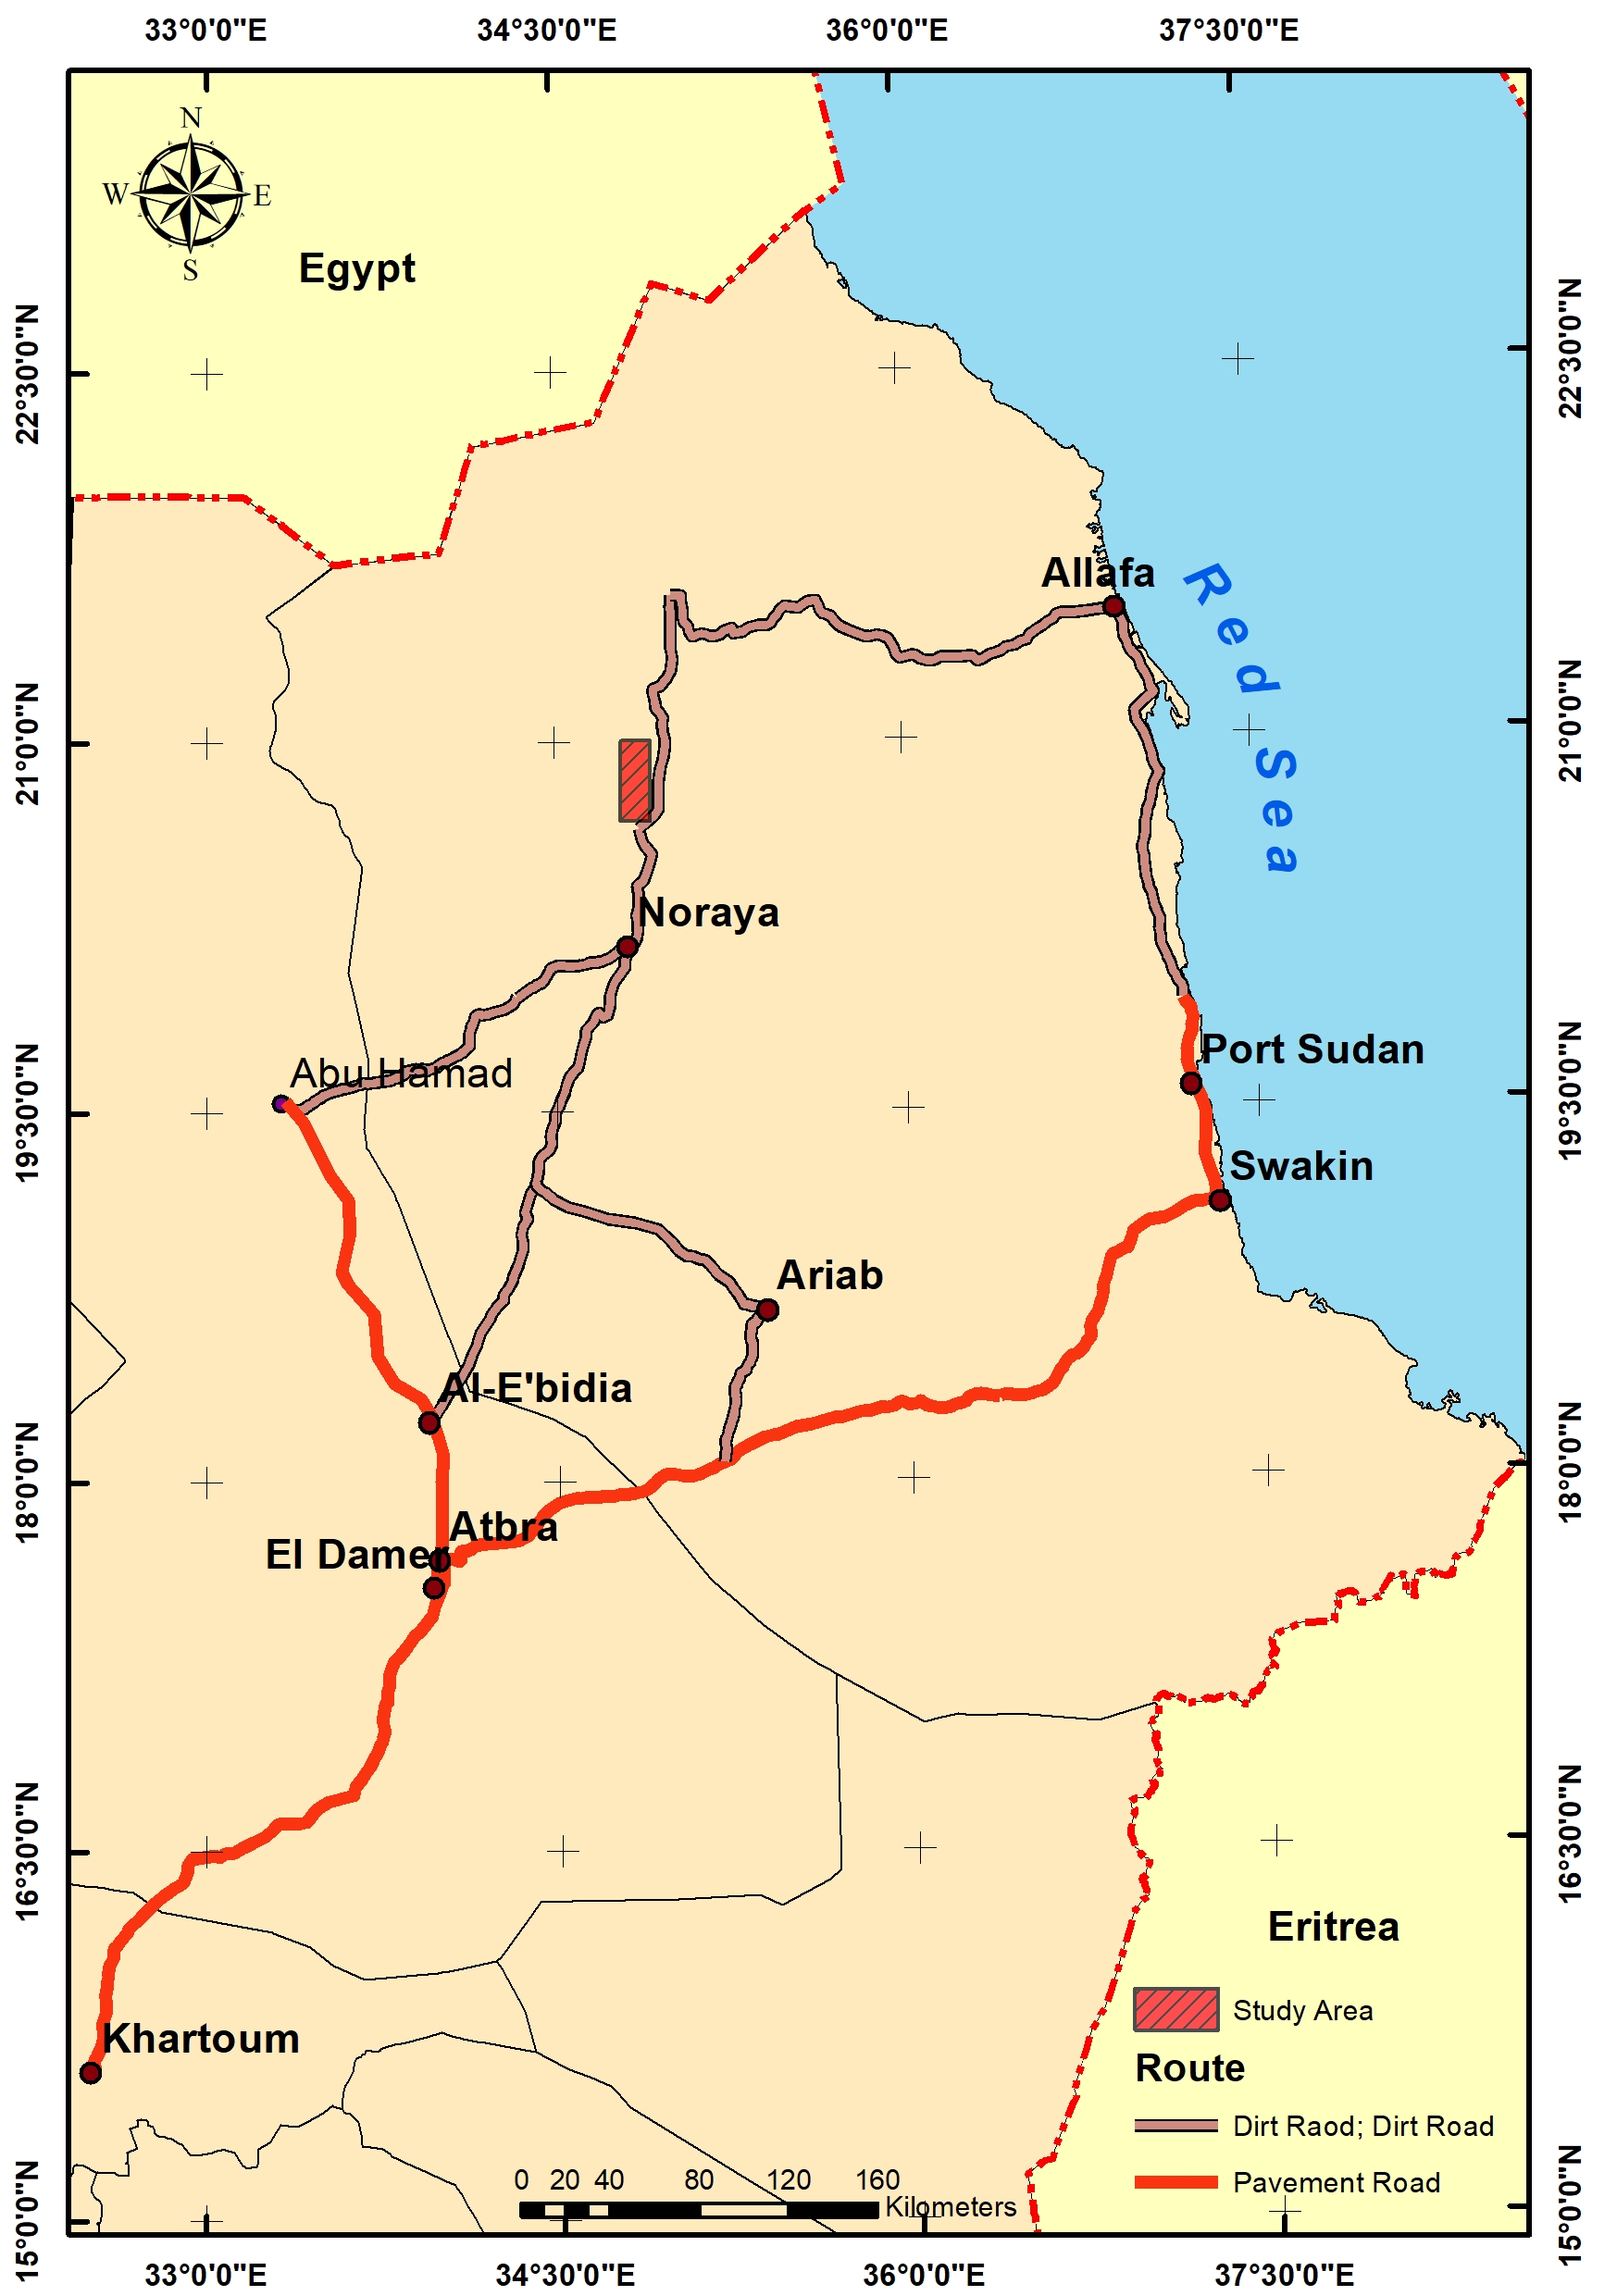 33°0'0"E 34°30'0"E 36°0'0"E 37°30'0"E
N
W E
S
Egypt
22°30'0"N
22°30'0"N
Allafa
Red Sea
21°0'0"N
21°0'0"N
Noraya
Port Sudan
Abu Hamad
19°30'0"N
19°30'0"N
Swakin
Ariab
Al-E'bidia
18°0'0"N
18°0'0"N
Atbra
El Damer
16°30'0"N
16°30'0"N
Eritrea
Study Area
Khartoum
Route
Dirt Raod; Dirt Road
Pavement Road
0 20 40 80 120 160
Kilometers
15°0'0"N
15°0'0"N
33°0'0"E 34°30'0"E 36°0'0"E 37°30'0"E